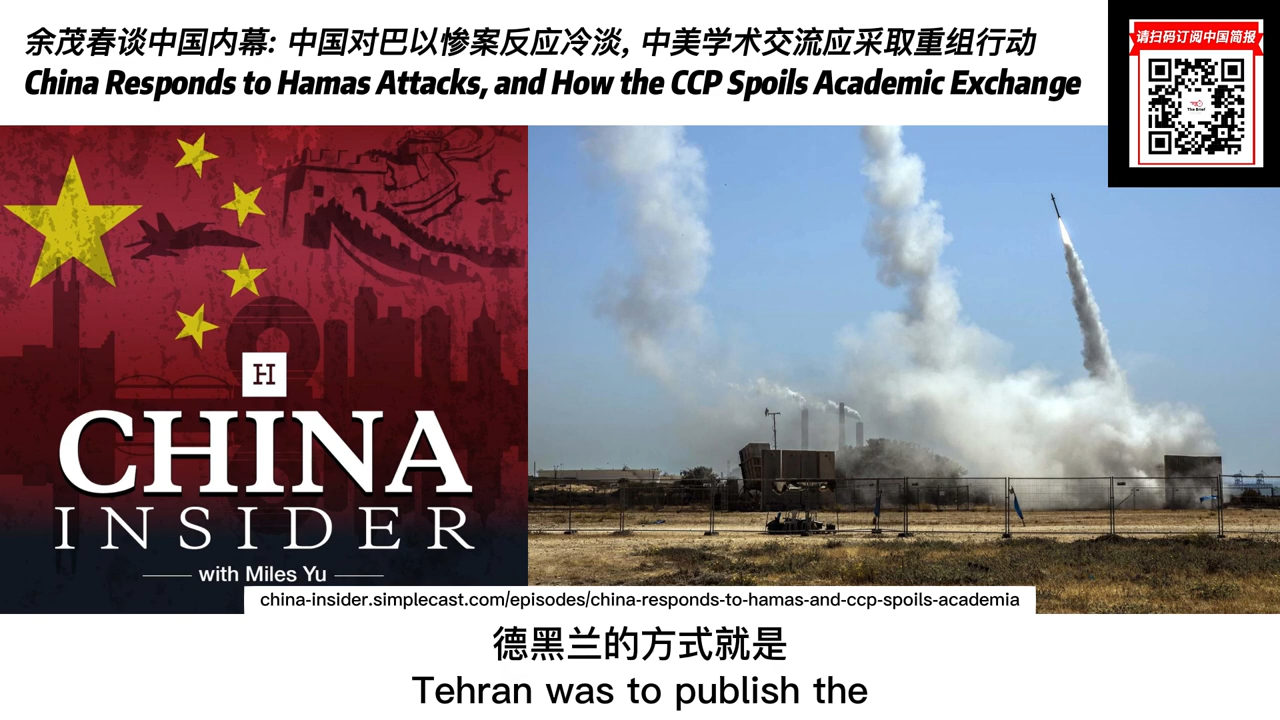 余茂春谈中国内幕: 中国对巴以惨案反应冷淡, 中美学术交流应采取重组行动
China Responds to Hamas Attacks, and How the CCP Spoils Academic Exchange
请扫码订阅中国简报
The Brief
H
CHINA
INSIDER
with Miles Yu
china-insider.simplecast.com/episodes/china-responds-to-hamas-and-ccp-spoils-academia
德黑兰的方式就是
Tehran was to publish the